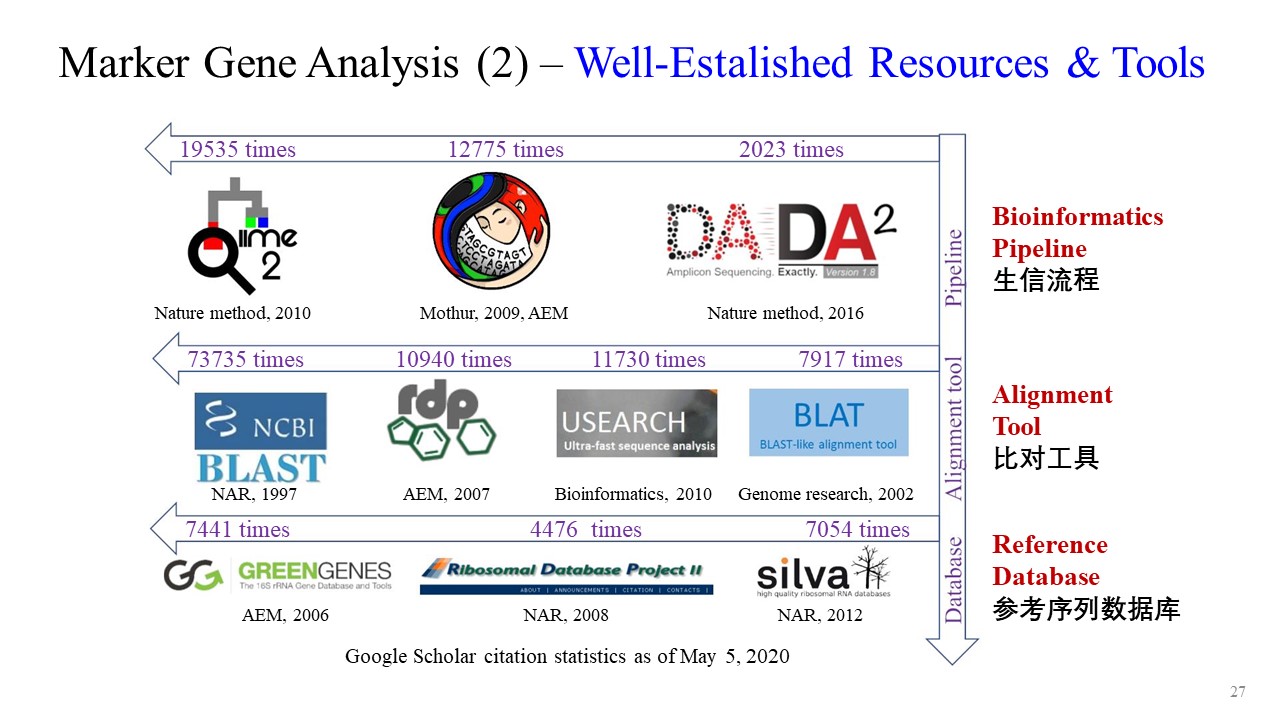 Marker Gene Analysis (2) – Well-Estalished Resources & Tools
19535 times 12775 times 2023 times
QIIME 2
STAGCGTAGT
DADA2
Amplicon Sequencing. Exactly. Version 1.8
Nature method, 2010 Mothur, 2009, AEM Nature method, 2016
Pipeline
Bioinformatics
Pipeline
生信流程
73735 times 10940 times 11730 times 7917 times
NCBI
BLAST
rdp
USEARCH
Ultra-fast sequence analysis
BLAT
BLAST-like alignment tool
NAR, 1997 AEM, 2007 Bioinformatics, 2010 Genome research, 2002
Alignment tool
Alignment
Tool
比对工具
7441 times 4476 times 7054 times
GG GREENGENES
The 16S rRNA Gene Database and Tools
Ribosomal Database Project II
ABOUT | ANNOUNCEMENTS | CITATION | CONTACTS |
silva
high quality ribosomal RNA databases
AEM, 2006 NAR, 2008 NAR, 2012
Database
Reference
Database
参考序列数据库
Google Scholar citation statistics as of May 5, 2020
27